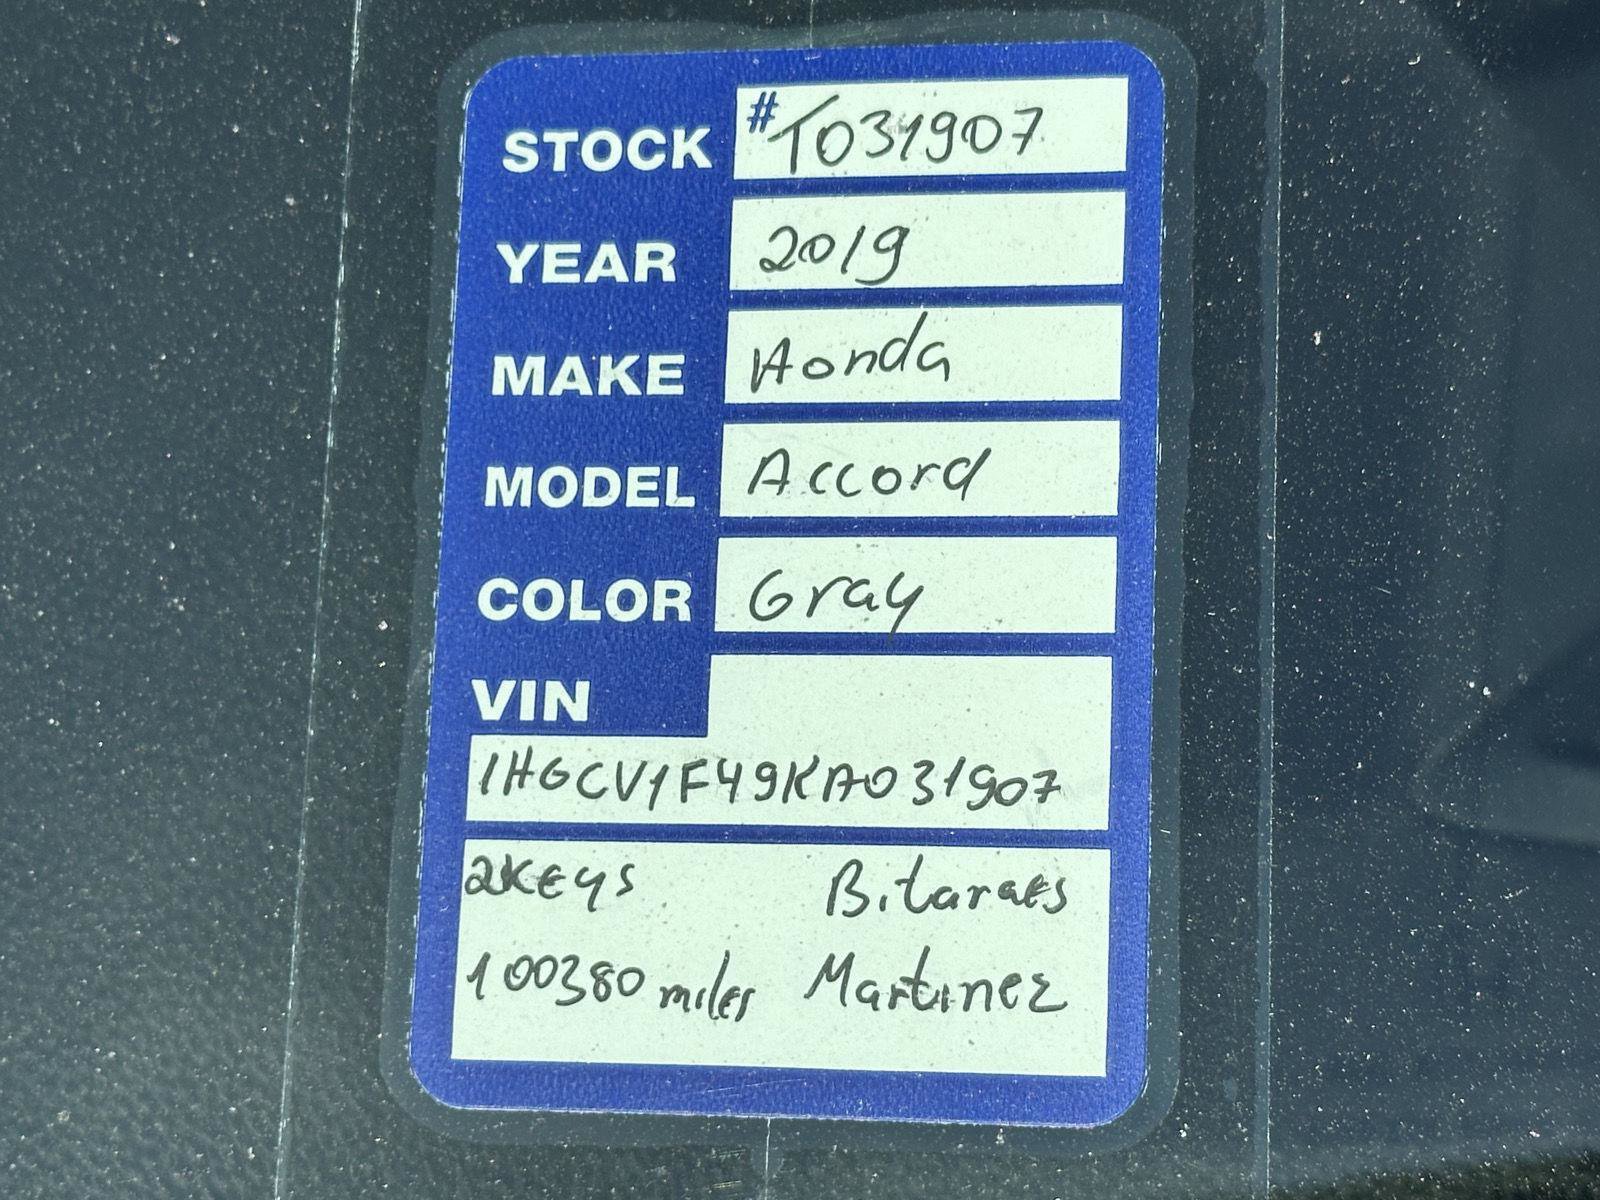 STOCK #T031907
YEAR 2019
MAKE Honda
MODEL Accord
COLOR Gray
VIN
1HGCV1F49KA031907
2KEYS Bitaraes
100380 miles Martinez